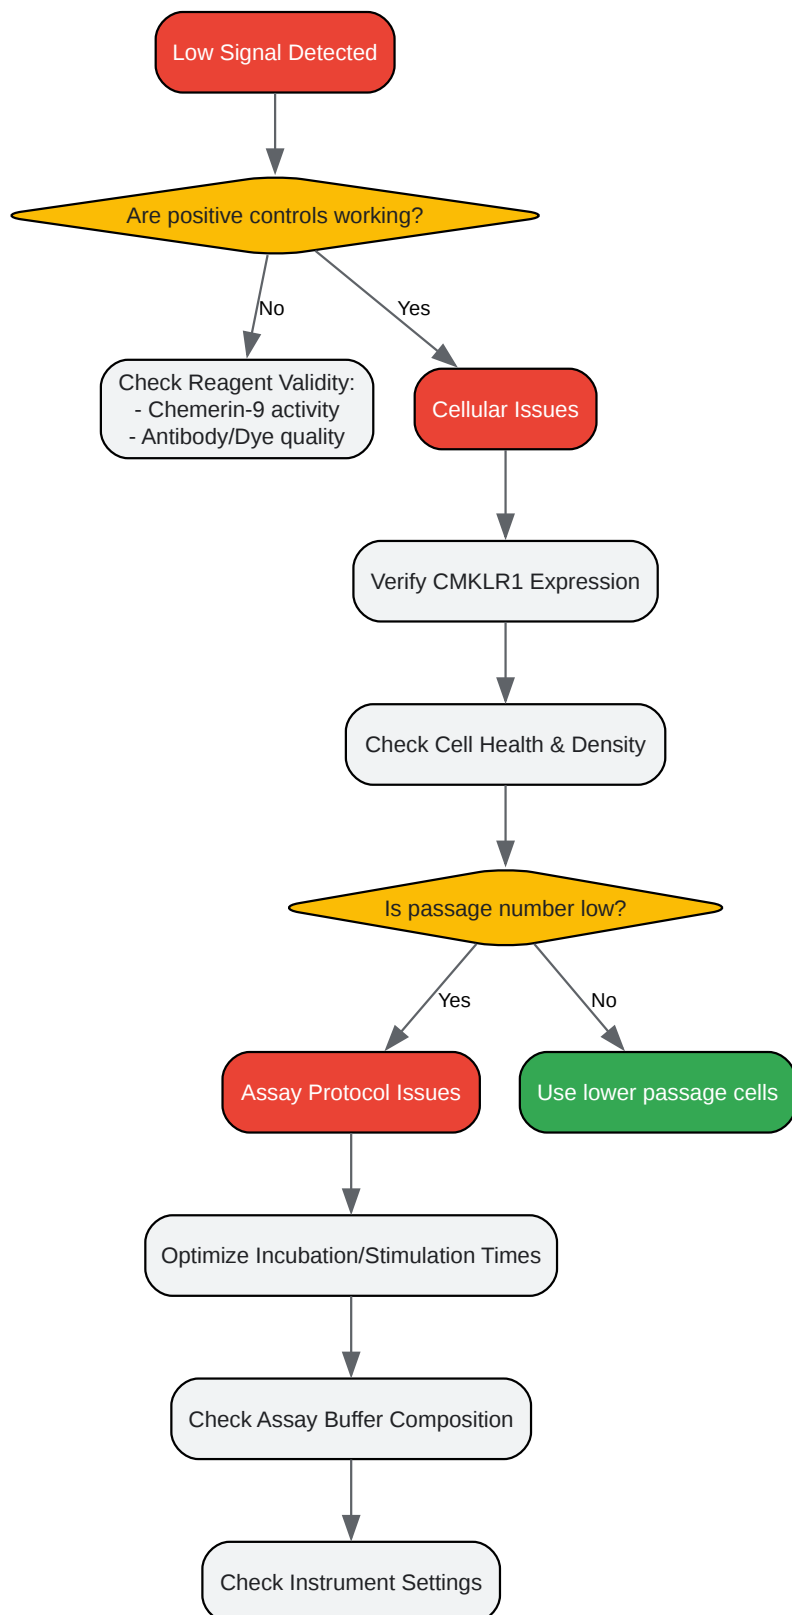 Low Signal Detected
Are positive controls working?
No
Yes
Check Reagent Validity:
- Chemerin-9 activity
- Antibody/Dye quality
Cellular Issues
Verify CMKLR1 Expression
Check Cell Health & Density
Is passage number low?
Yes
No
Assay Protocol Issues
Use lower passage cells
Optimize Incubation/Stimulation Times
Check Assay Buffer Composition
Check Instrument Settings